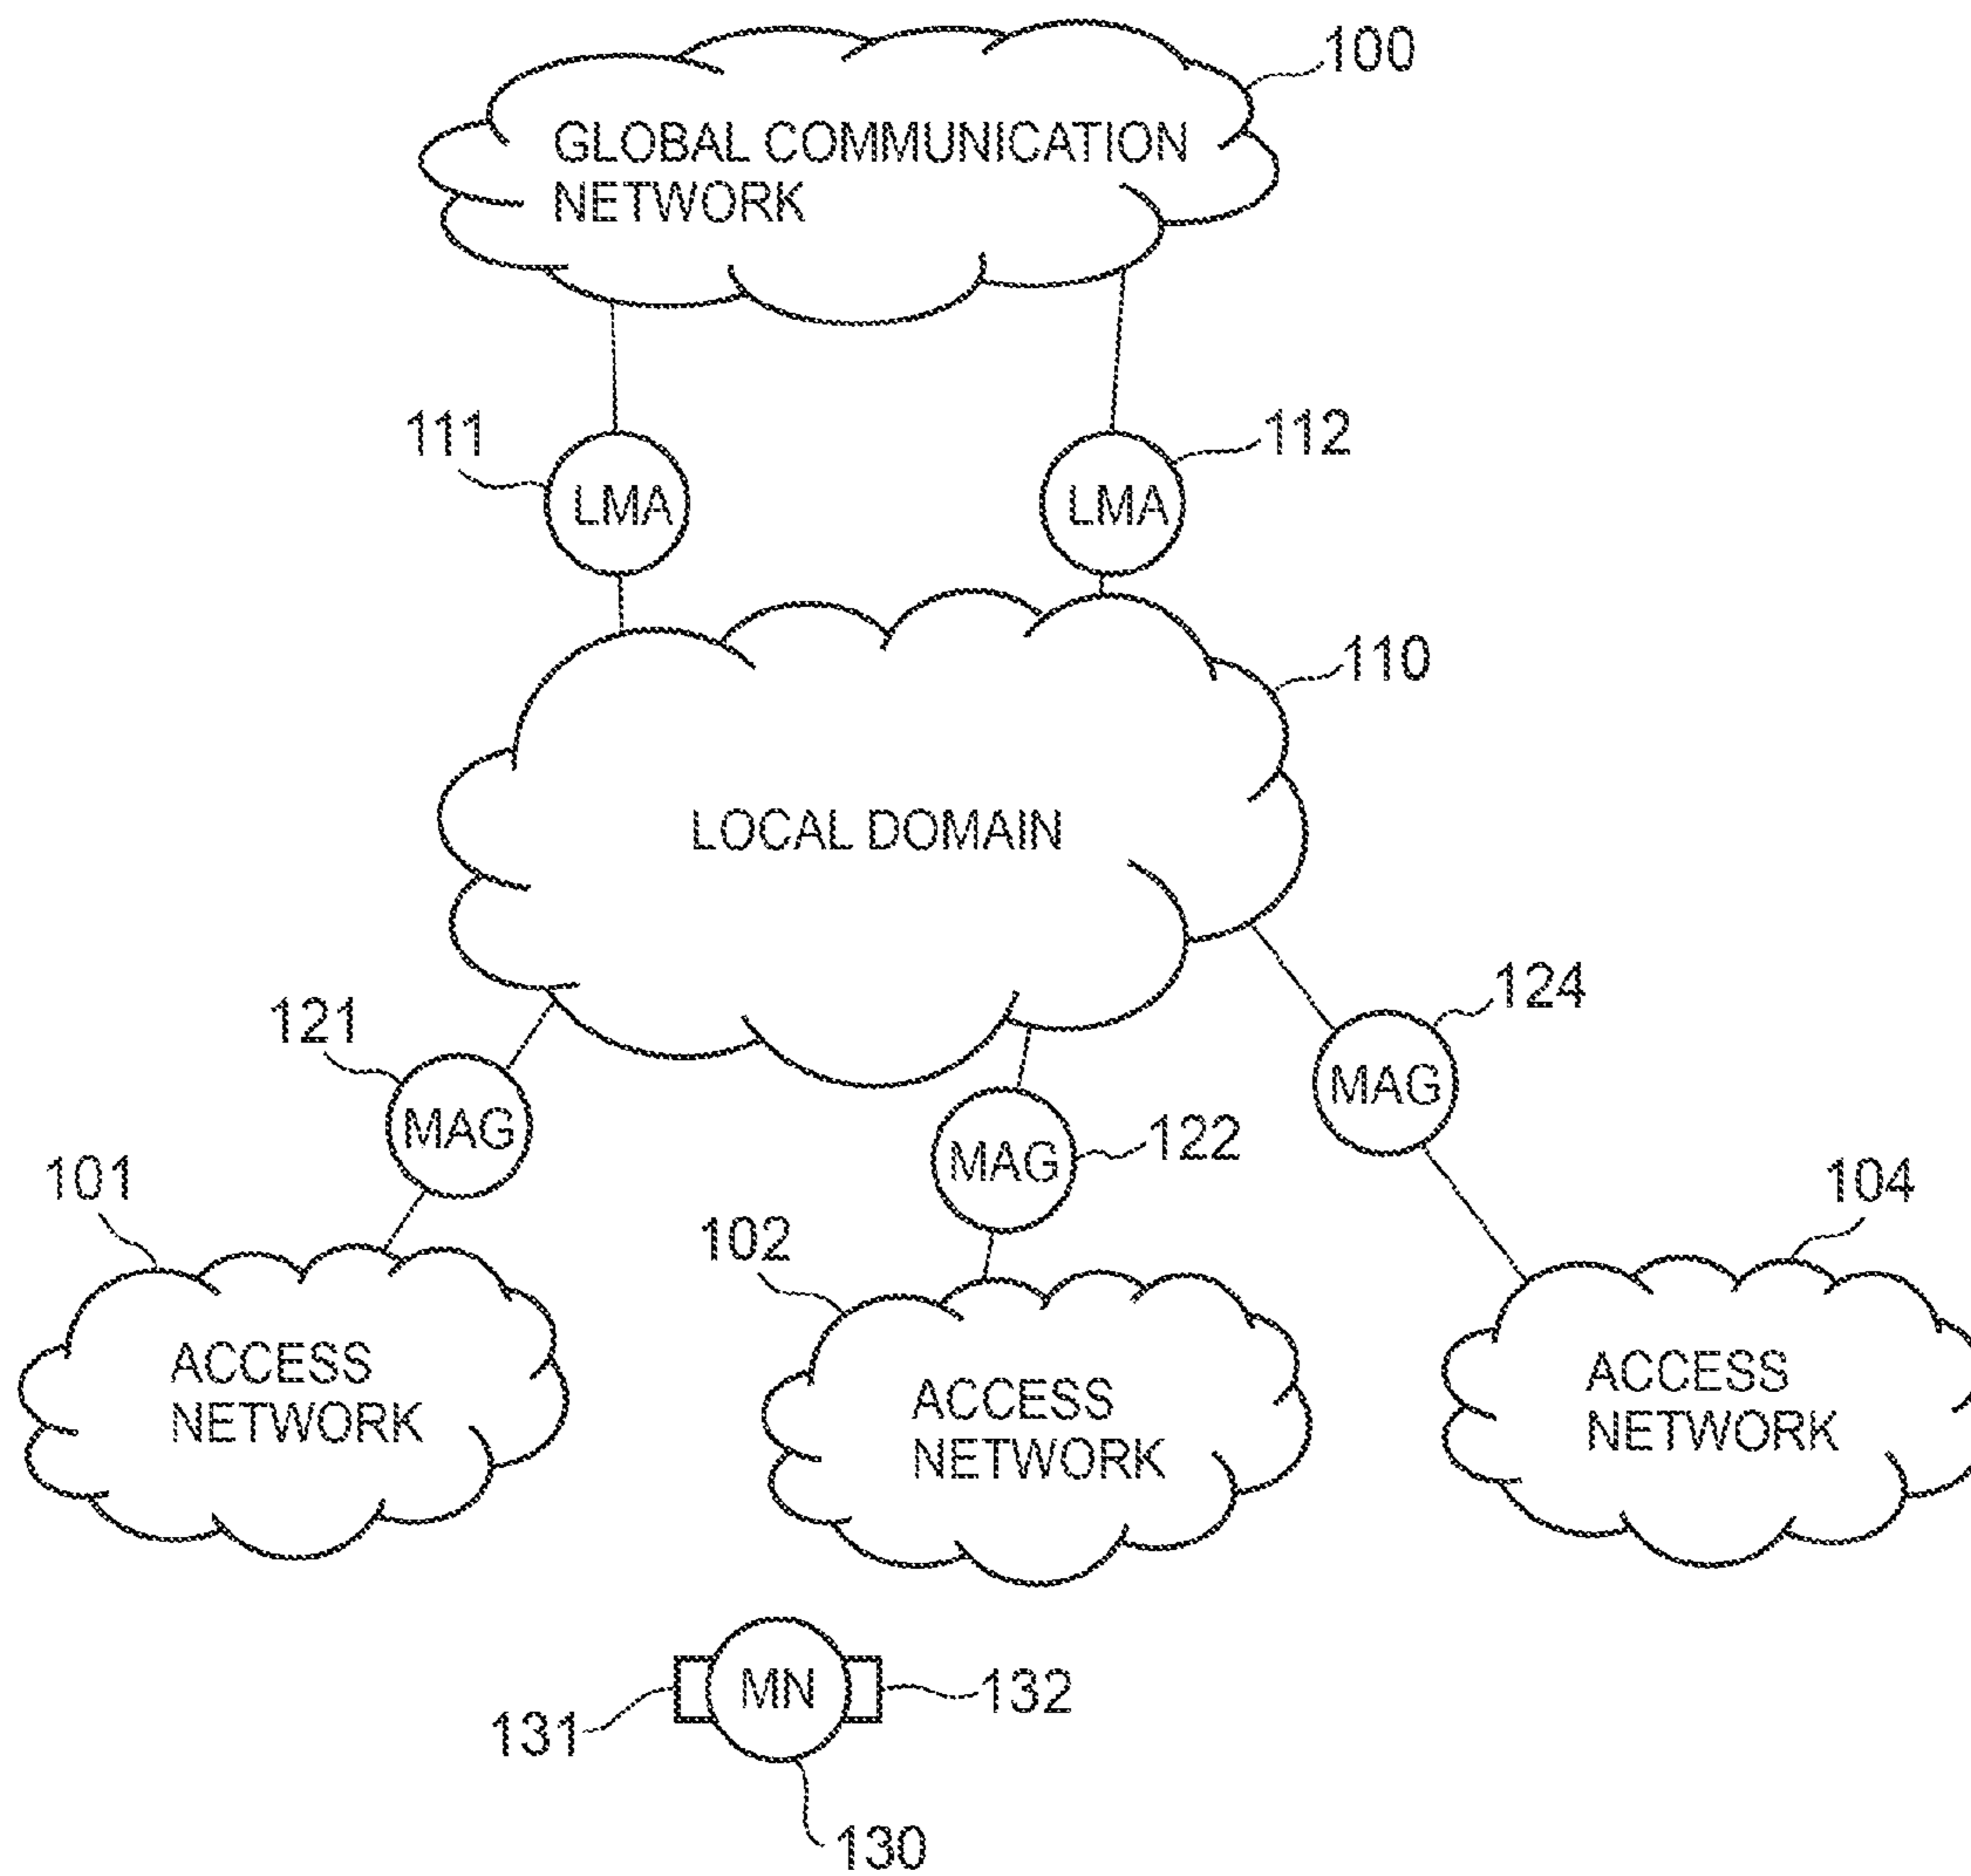 100
GLOBAL COMMUNICATION
NETWORK
111
112
LMA
LMA
110
LOCAL DOMAIN
124
121
MAG
MAG
122
MAG
101
104
102
ACCESS
NETWORK
ACCESS
NETWORK
ACCESS
NETWORK
MN
132
131
130